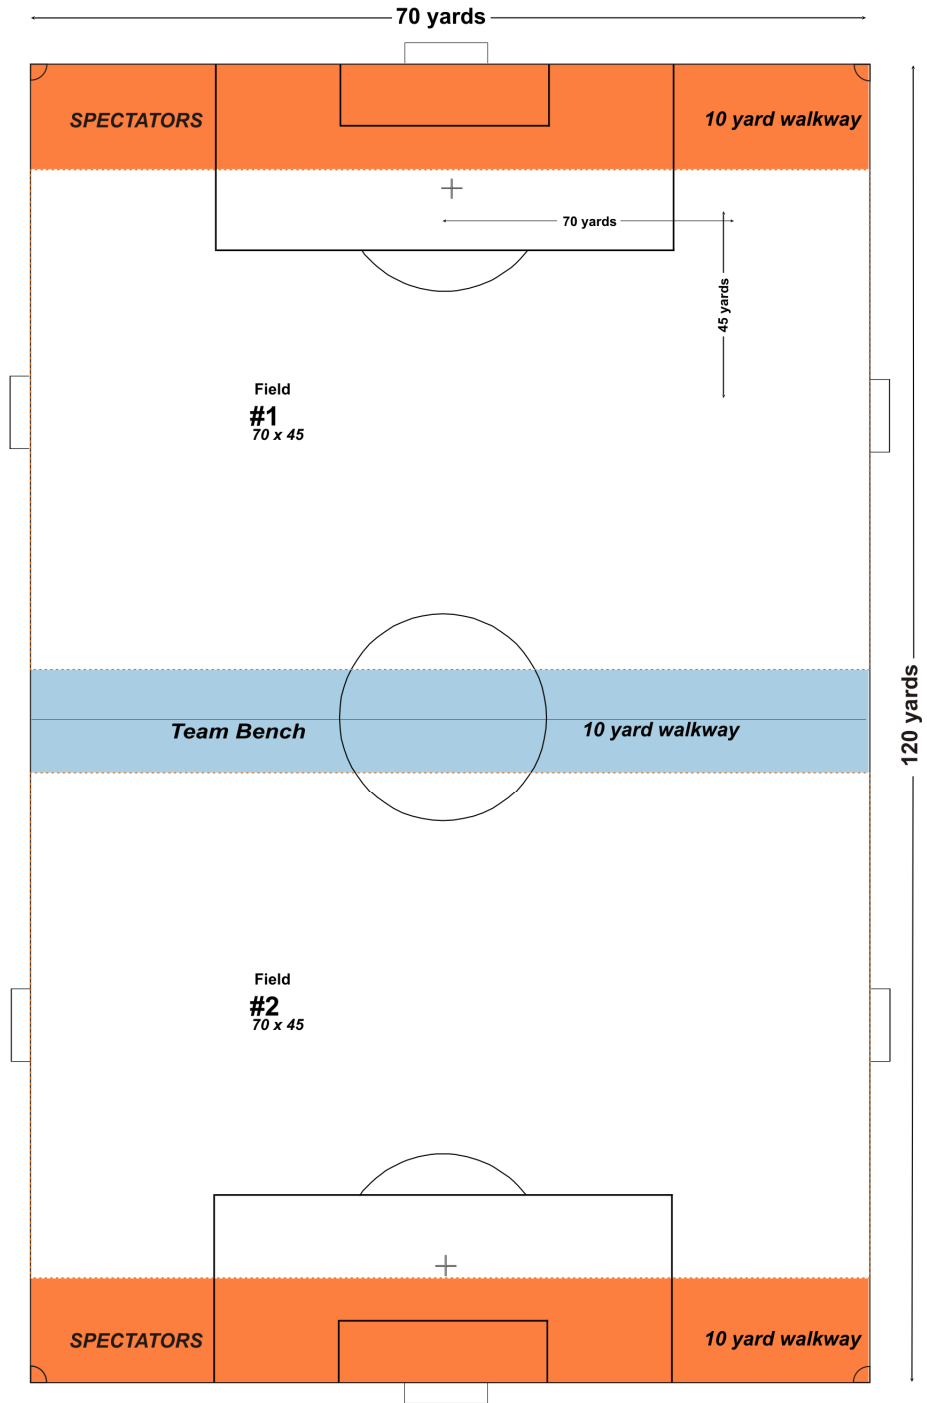 70 yards
SPECTATORS
10 yard walkway
70 yards
45 yards
Field
#1
70 x 45
Team Bench
10 yard walkway
120 yards
Field
#2
70 x 45
SPECTATORS
10 yard walkway